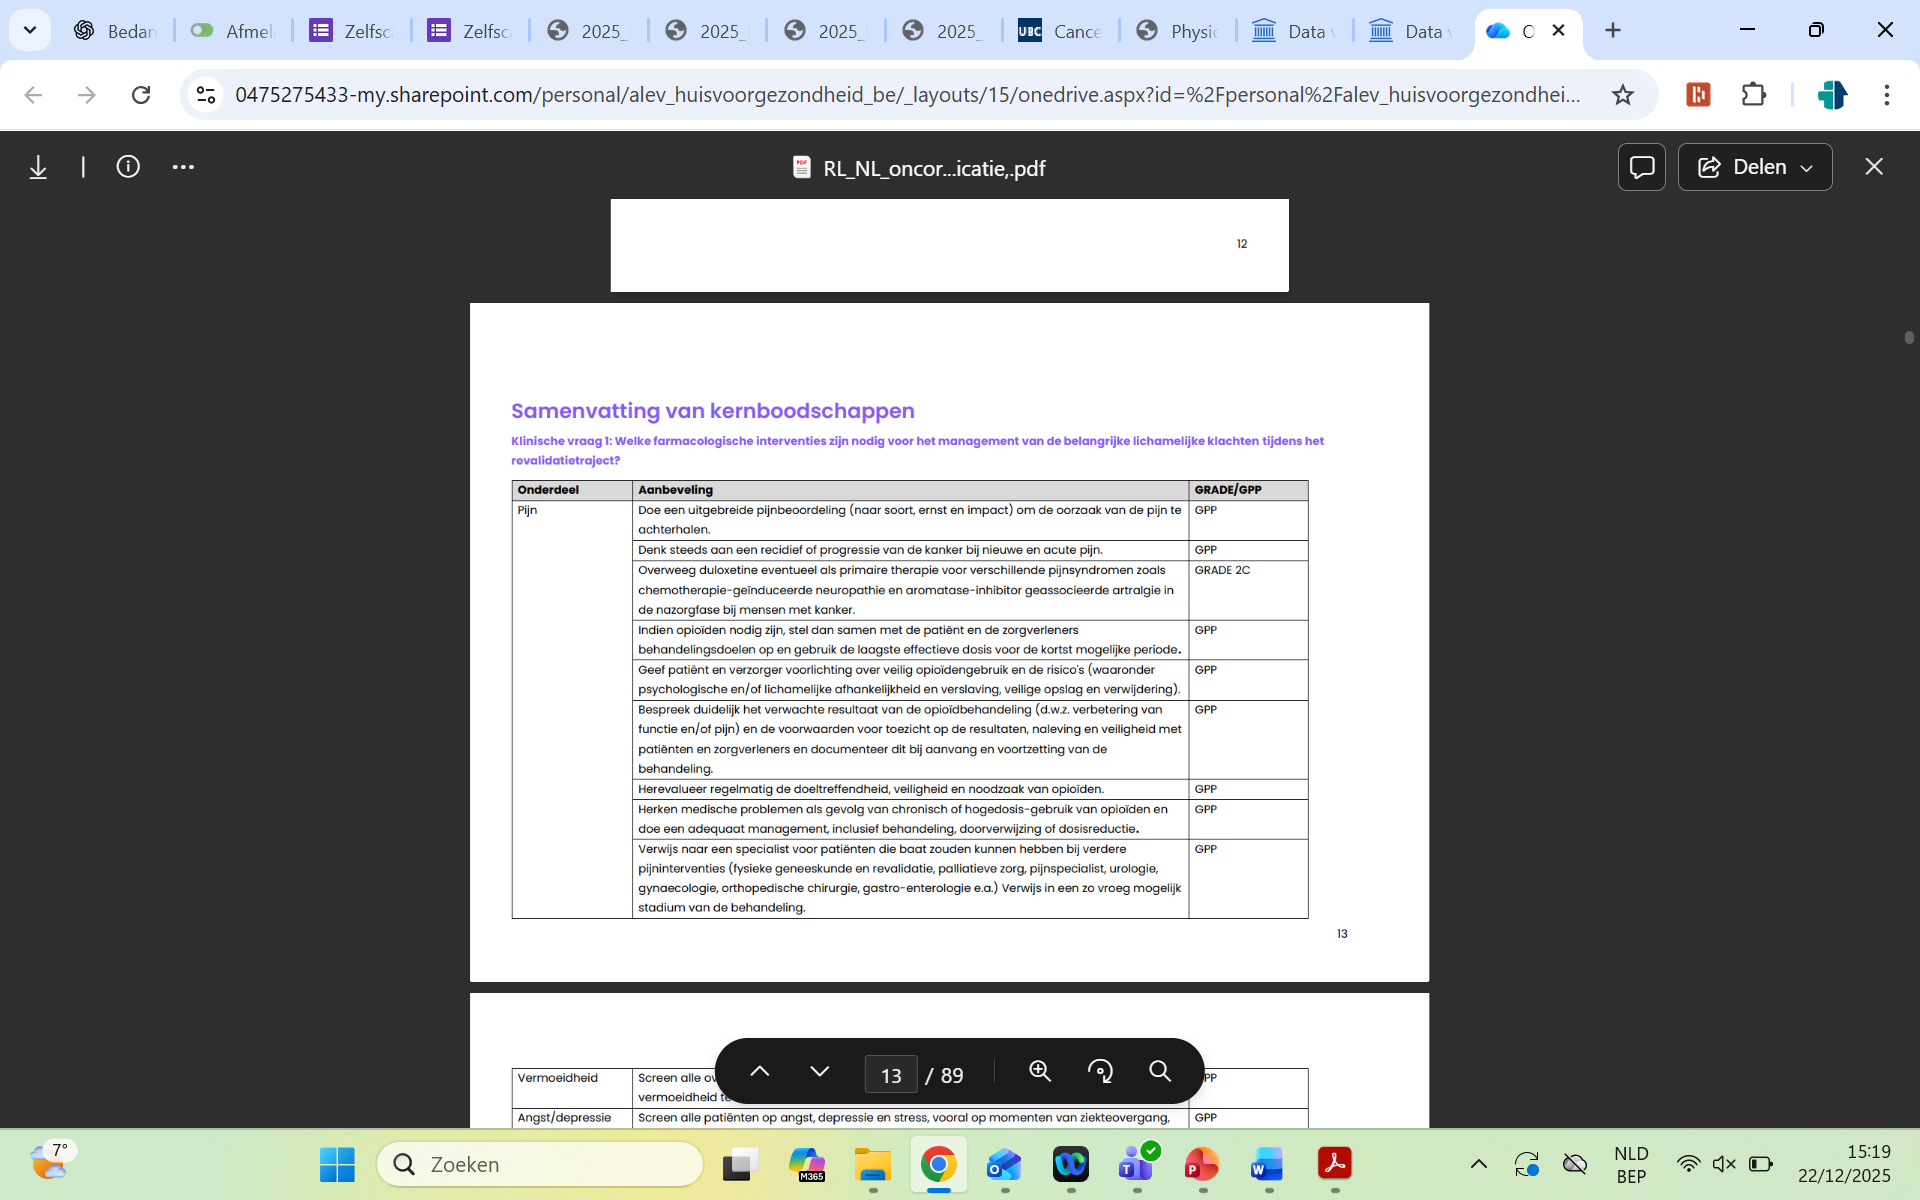 Bedan
Afmel
Zelfsc
Zelfsc
2025_
2025_
2025_
2025_
UBC Cance
Physic
Data
Data
0475275433-my.sharepoint.com/personal/alev_huisvoorgezondheid_be/_layouts/15/onedrive.aspx?id=%2Fpersonal%2Falev_huisvoorgezondhei...
RL_NL_oncor...icatie,.pdf
Delen
12
Samenvatting van kernboodschappen
Klinische vraag 1: Welke farmacologische interventies zijn nodig voor het management van de belangrijke lichamelijke klachten tijdens het
revalidatietraject?
Onderdeel Aanbeveling GRADE/GPP
Pijn Doe een uitgebreide pijnbeoordeling (naar soort, ernst en impact) om de oorzaak van de pijn te GPP
achterhalen.
Denk steeds aan een recidief of progressie van de kanker bij nieuwe en acute pijn. GPP
Overweeg duloxetine eventueel als primaire therapie voor verschillende pijnsyndromen zoals GRADE 2C
chemotherapie-geïnduceerde neuropathie en aromatase-inhibitor geassocieerde artralgie in
de nazorgfase bij mensen met kanker.
Indien opioïden nodig zijn, stel dan samen met de patiënt en de zorgverleners GPP
behandelingsdoelen op en gebruik de laagste effectieve dosis voor de kortst mogelijke periode.
Geef patiënt en verzorger voorlichting over veilig opioïdengebruik en de risico's (waaronder GPP
psychologische en/of lichamelijke afhankelijkheid en verslaving, veilige opslag en verwijdering).
Bespreek duidelijk het verwachte resultaat van de opioïdbehandeling (d.w.z. verbetering van GPP
functie en/of pijn) en de voorwaarden voor toezicht op de resultaten, naleving en veiligheid met
patiënten en zorgverleners en documenteer dit bij aanvang en voortzetting van de
behandeling.
Herevalueer regelmatig de doeltreffendheid, veiligheid en noodzaak van opioïden. GPP
Herken medische problemen als gevolg van chronisch of hogedosis-gebruik van opioïden en GPP
doe een adequaat management, inclusief behandeling, doorverwijzing of dosisreductie.
Verwijs naar een specialist voor patiënten die baat zouden kunnen hebben bij verdere GPP
pijninterventies (fysieke geneeskunde en revalidatie, palliatieve zorg, pijnspecialist, urologie,
gynaecologie, orthopedische chirurgie, gastro-enterologie e.a.) Verwijs in een zo vroeg mogelijk
stadium van de behandeling.
13
Vermoeidheid Screen alle
vermoeidheid
Angst/depressie Screen alle patiënten op angst, depressie en stress, vooral op momenten van ziekteovergang, GPP
13 / 89
7°
Zoeken
M365
NLD
BEP
15:19
22/12/2025